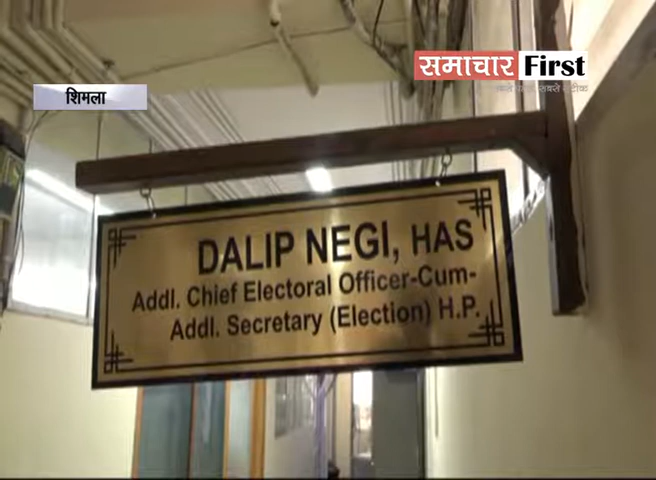 समाचार First
शिमला
DALIP NEGI, HAS
Addl. Chief Electoral Officer-Cum-
Addl. Secretary (Election) H.P.